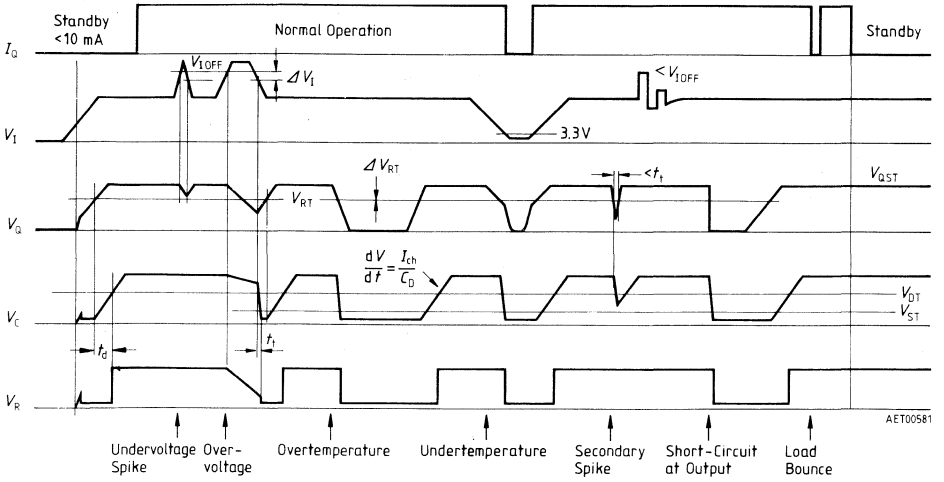 Standby
<10 mA
Normal Operation
Standby
I_Q
V_IOFF
ΔV_I
<V_IOFF
V_I
3.3V
ΔV_RT
<t_t
V_QST
V_RT
V_Q
dV/dt = I_ch/C_D
V_DT
V_C
V_ST
t_d
t_t
V_R
AET00581
Undervoltage
Spike
Over-
voltage
Overtemperature
Undertemperature
Secondary
Spike
Short-Circuit
at Output
Load
Bounce